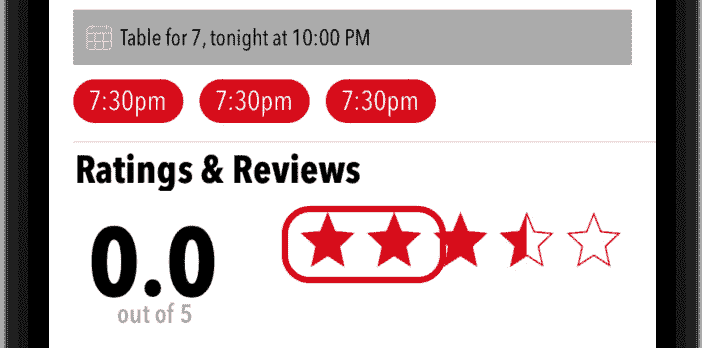 Table for 7, tonight at 10:00 PM
7:30pm 7:30pm 7:30pm
Ratings & Reviews
0.0
out of 5